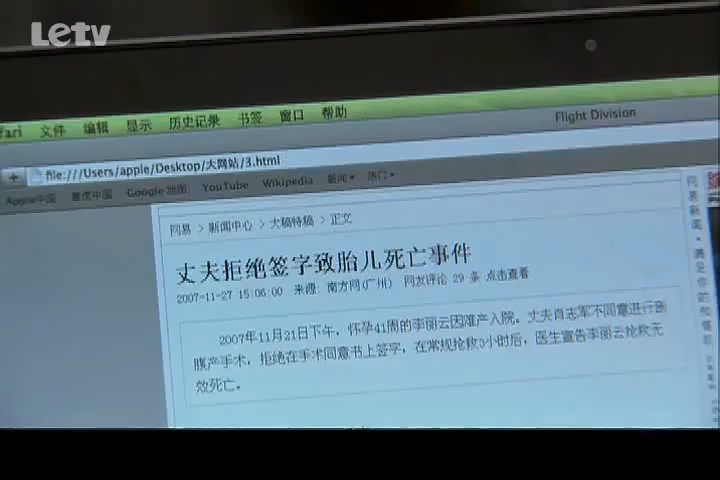 Letv
文件 编辑 显示 历史记录 书签 窗口 帮助
Flight Division
file:///Users/apple/Desktop/大网站/3.html
Apple中国 百度中国 Google 地图 YouTube Wikipedia 新闻 热门
网易 > 新闻中心 > 大稿特稿 > 正文
丈夫拒绝签字致胎儿死亡事件
2007-11-27 15:06:00 来源: 南方网(广州) 网友评论 29 条 点击查看
2007年11月21日下午，怀孕41周的李丽云因难产入院。丈夫肖志军不同意进行剖
腹产手术，拒绝在手术同意书上签字，在常规抢救3小时后，医生宣告李丽云抢救无
效死亡。
网易新闻